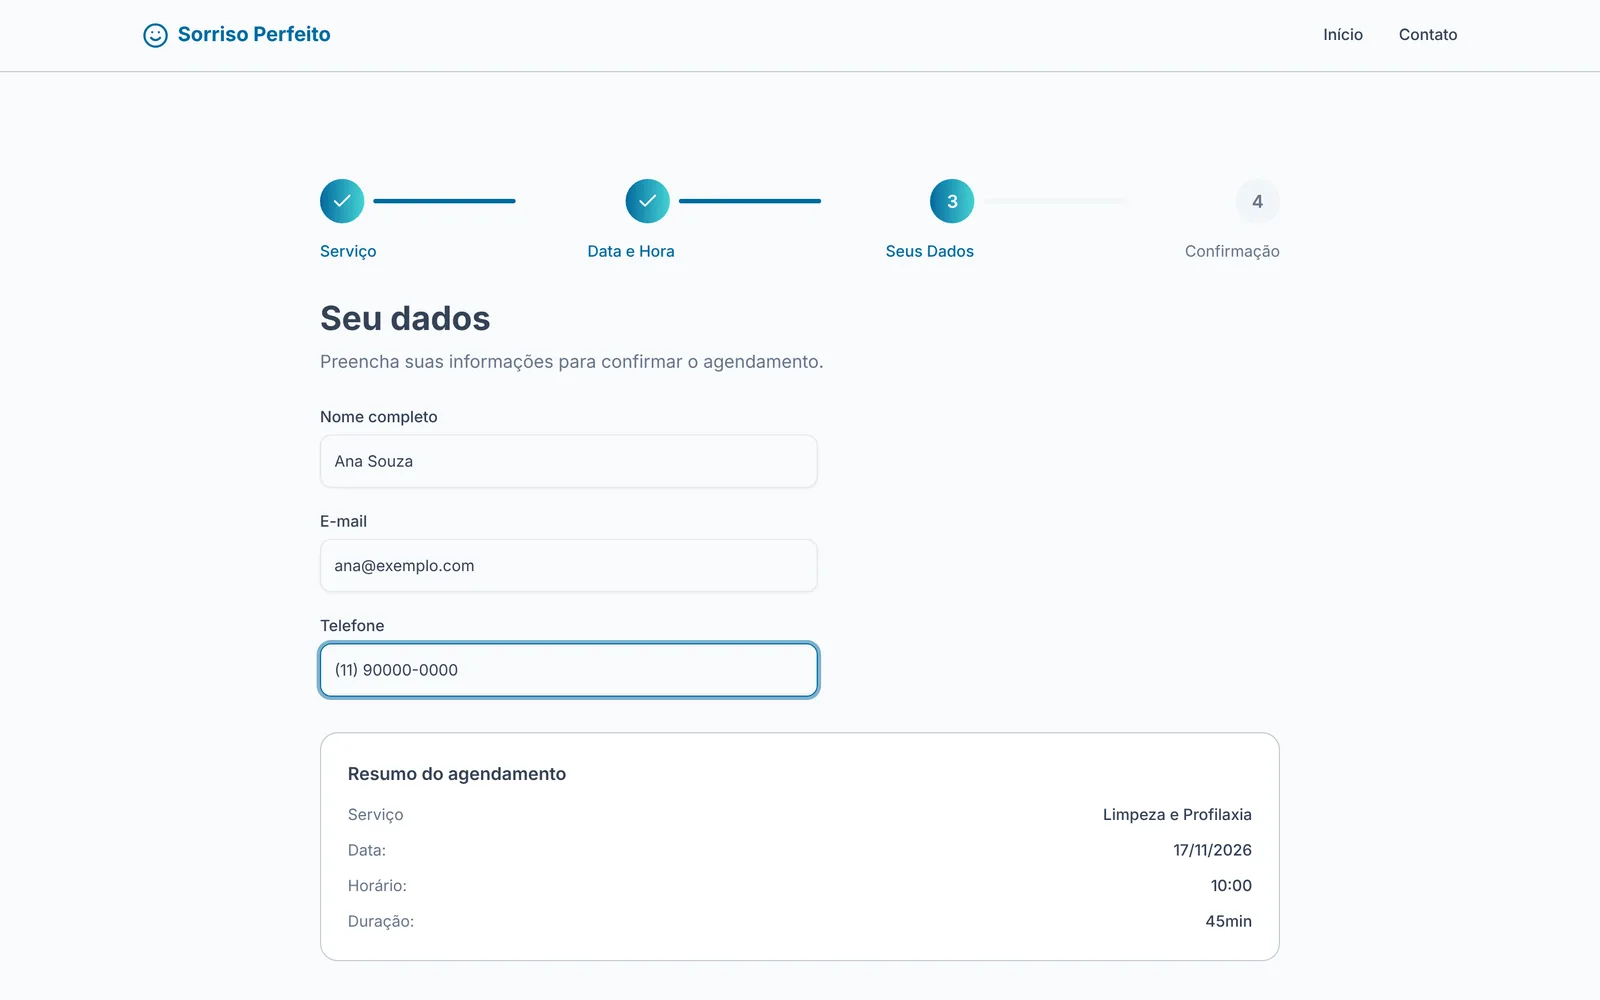 Sorriso Perfeito
Início
Contato
3
4
Serviço
Data e Hora
Seus Dados
Confirmação
Seu dados
Preencha suas informações para confirmar o agendamento.
Nome completo
Ana Souza
E-mail
ana@exemplo.com
Telefone
(11) 90000-0000
Resumo do agendamento
Serviço
Limpeza e Profilaxia
Data:
17/11/2026
Horário:
10:00
Duração:
45min